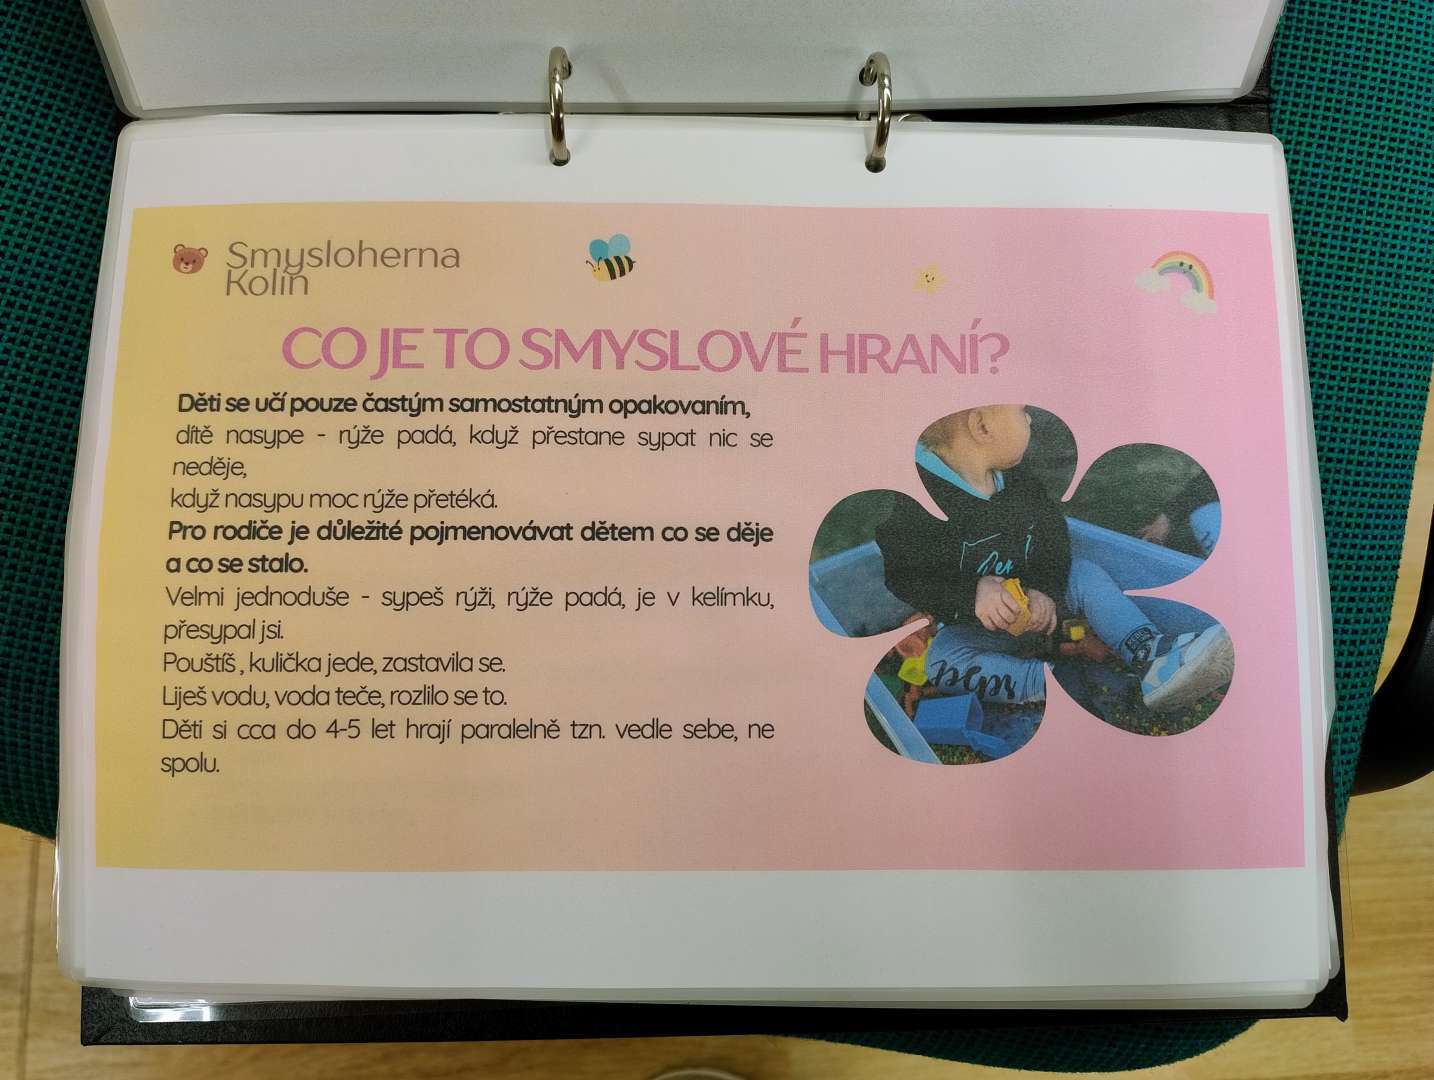 Smysloherna
Kolín
CO JE TO SMYSLOVÉ HRANÍ?
Děti se učí pouze častým samostatným opakovaním,
dítě nasype - rýže padá, když přestane sypat nic se
neděje,
když nasypu moc rýže přetéká.
Pro rodiče je důležité pojmenovávat dětem co se děje
a co se stalo.
Velmi jednoduše - sypeš rýži, rýže padá, je v kelímku,
přesypal jsi.
Pouštíš , kulička jede, zastavila se.
Liješ vodu, voda teče, rozlilo se to.
Děti si cca do 4-5 let hrají paralelně tzn. vedle sebe, ne
spolu.